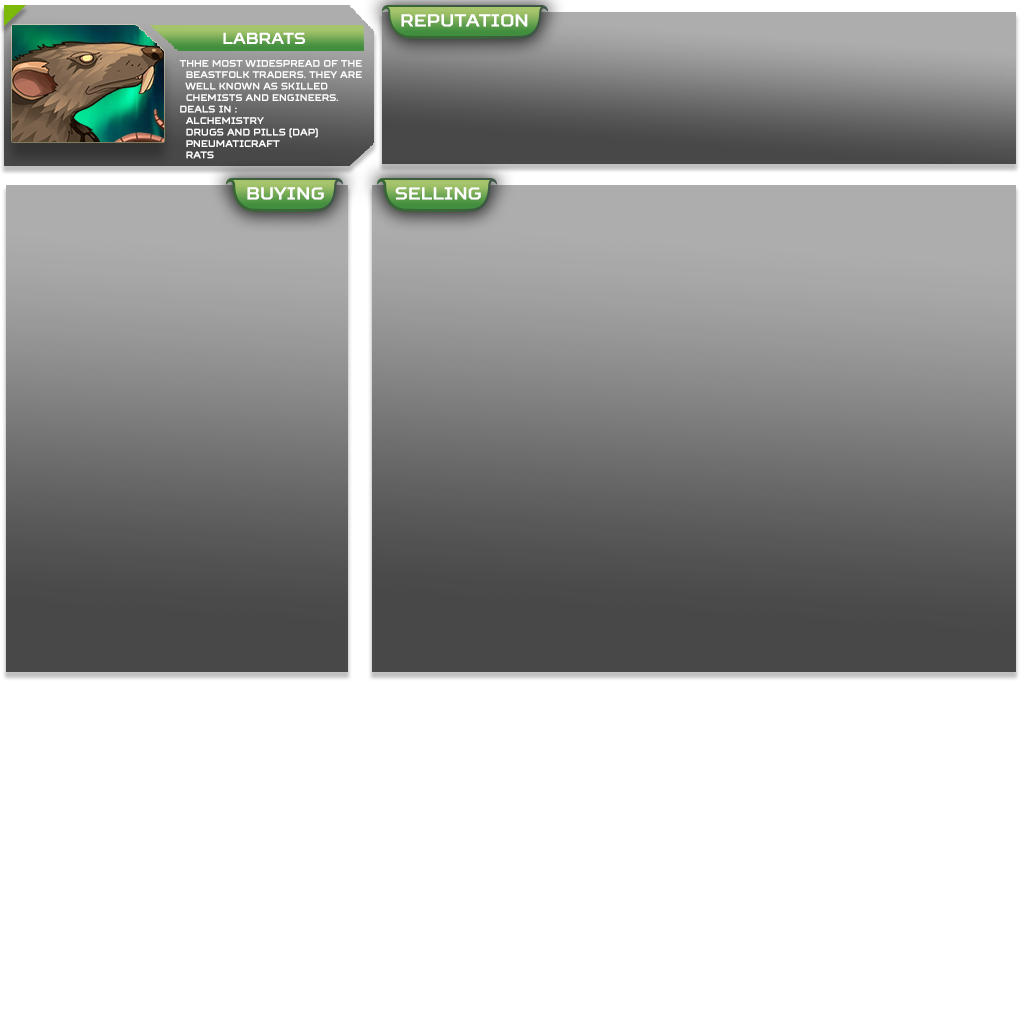 LABRATS
THHE MOST WIDESPREAD OF THE
BEASTFOLK TRADERS. THEY ARE
WELL KNOWN AS SKILLED
CHEMISTS AND ENGINEERS.
DEALS IN :
ALCHEMISTRY
DRUGS AND PILLS (DAP)
PNEUMATICRAFT
RATS
REPUTATION
BUYING
SELLING